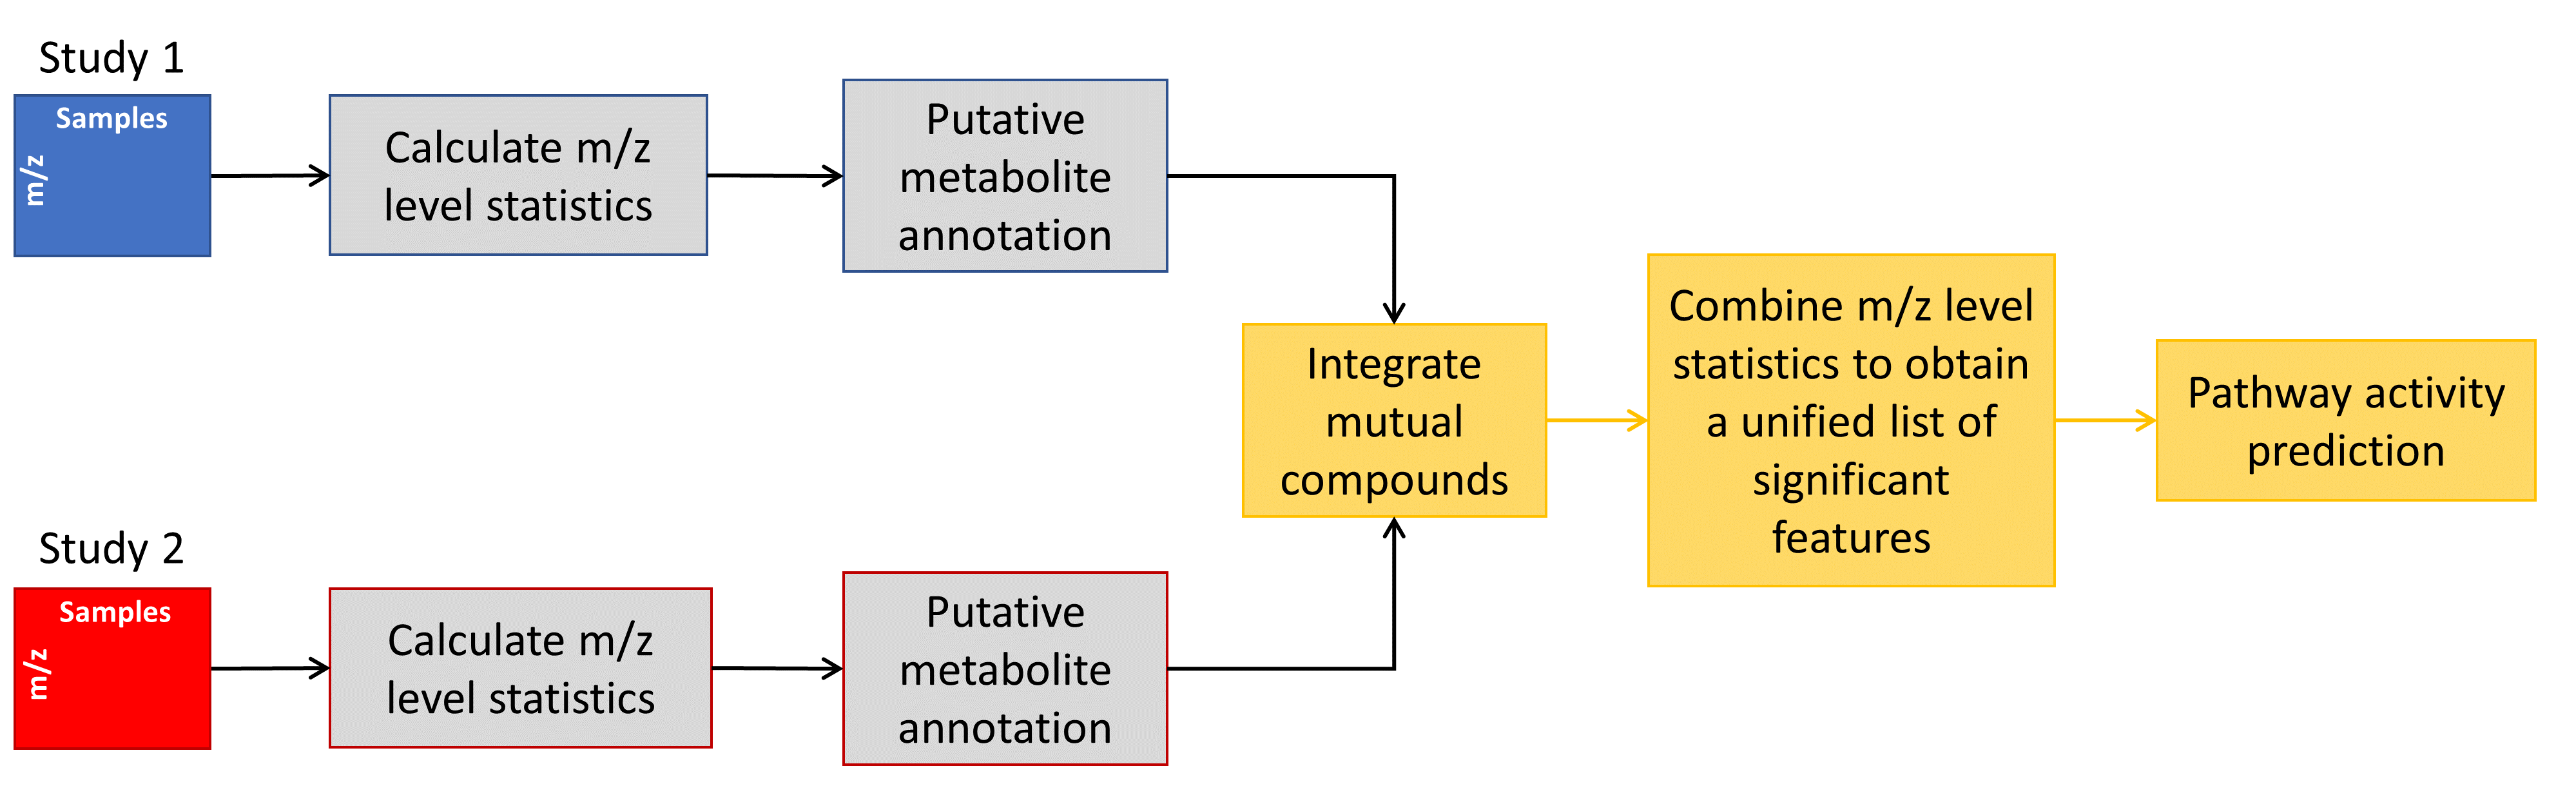 Study 1
Samples
m/z
Calculate m/z
level statistics
Putative
metabolite
annotation
Integrate
mutual
compounds
Combine m/z level
statistics to obtain
a unified list of
significant
features
Pathway activity
prediction
Study 2
Samples
m/z
Calculate m/z
level statistics
Putative
metabolite
annotation